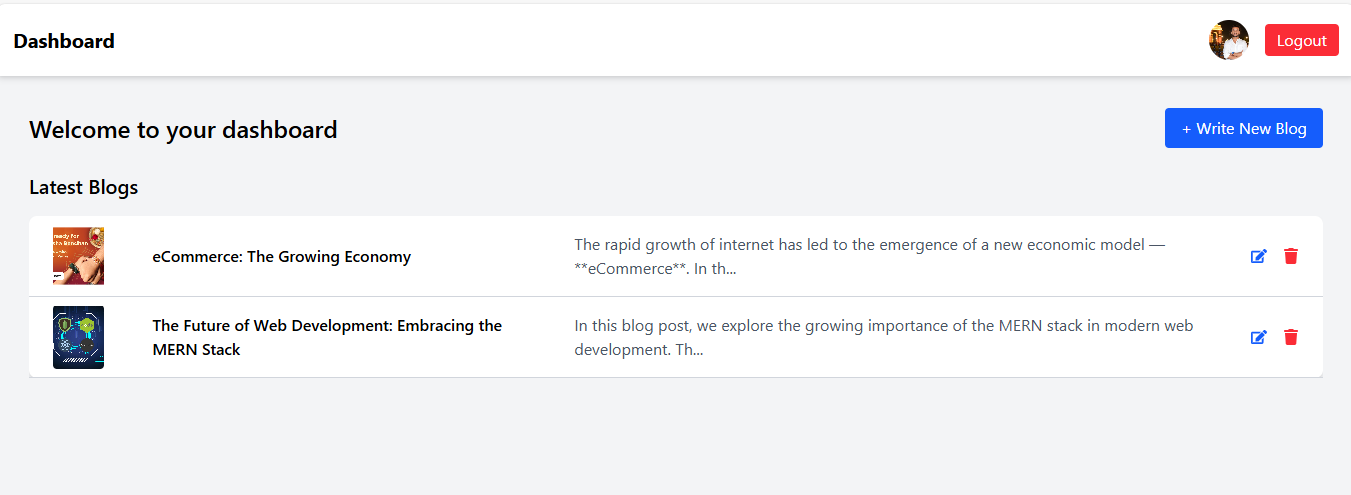 Dashboard
Logout
Welcome to your dashboard
+ Write New Blog
Latest Blogs
eady for
eCommerce: The Growing Economy
The rapid growth of internet has led to the emergence of a new economic model —
**eCommerce**. In th...
The Future of Web Development: Embracing the
MERN Stack
In this blog post, we explore the growing importance of the MERN stack in modern web
development. Th...